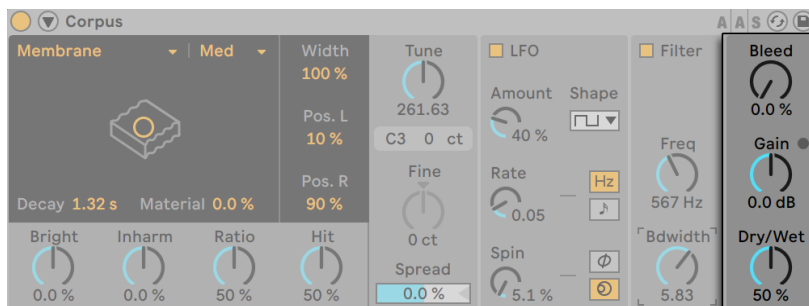 Corpus
A A S
Membrane
Med
Decay 1.32 s
Material 0.0 %
Width
100 %
Pos. L
10 %
Pos. R
90 %
Bright
0.0 %
Inharm
0.0 %
Ratio
50 %
Hit
50 %
Tune
261.63
C3 0 ct
Fine
0 ct
Spread
0.0 %
LFO
Amount
40 %
Shape
Rate
0.05
Hz
Spin
5.1 %
Filter
Freq
567 Hz
Bdwidth
5.83
Bleed
0.0 %
Gain
0.0 dB
Dry/Wet
50 %